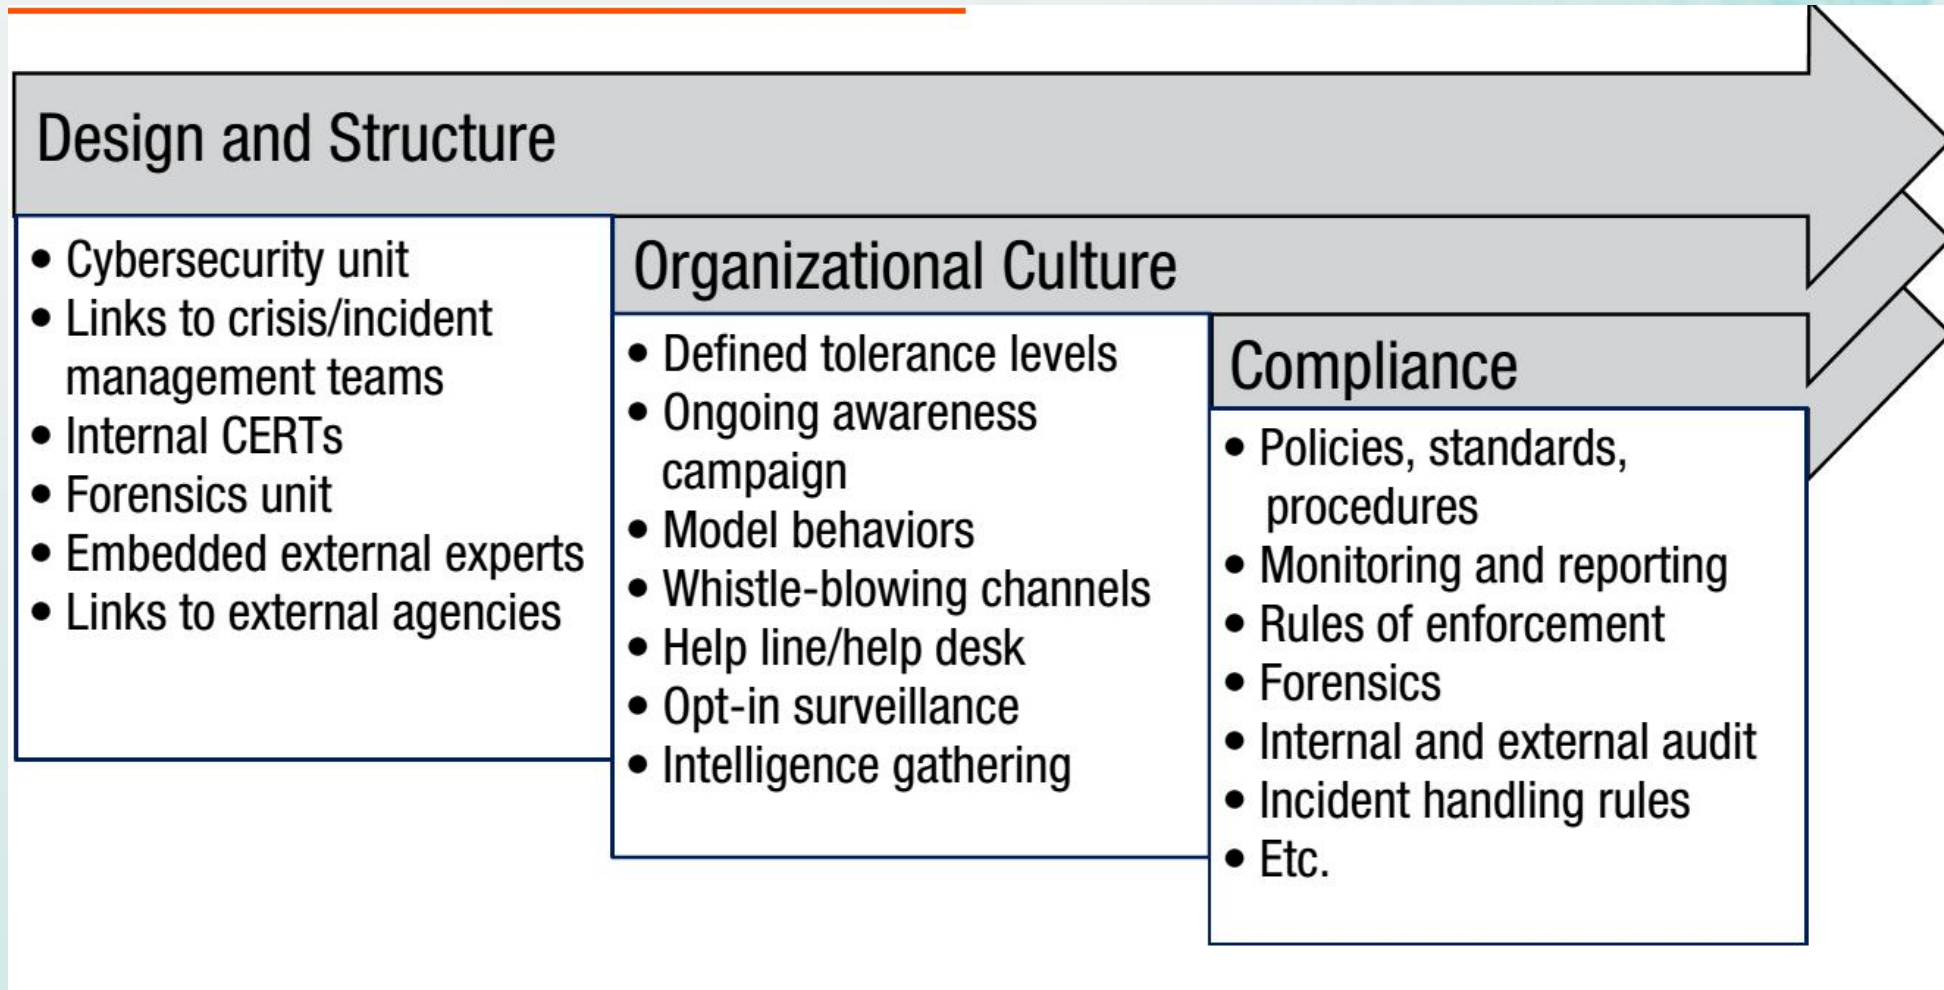 Design and Structure
• Cybersecurity unit
• Links to crisis/incident
management teams
• Internal CERTs
• Forensics unit
• Embedded external experts
• Links to external agencies
Organizational Culture
• Defined tolerance levels
• Ongoing awareness
campaign
• Model behaviors
• Whistle-blowing channels
• Help line/help desk
• Opt-in surveillance
• Intelligence gathering
Compliance
• Policies, standards,
procedures
• Monitoring and reporting
• Rules of enforcement
• Forensics
• Internal and external audit
• Incident handling rules
• Etc.